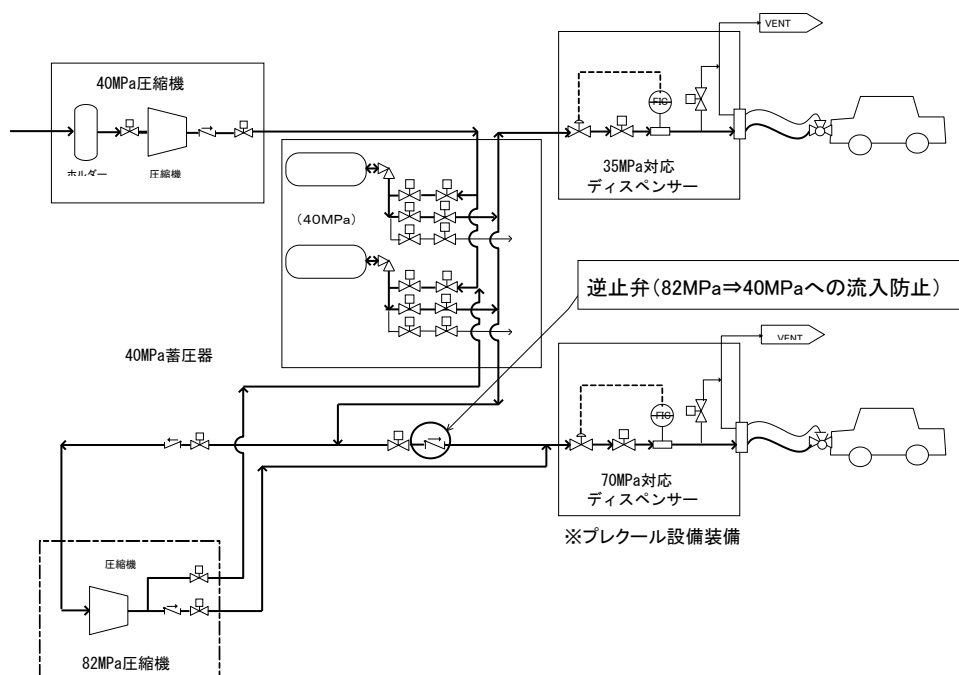 VENT
40MPa圧縮機
FIC
ホルダー
圧縮機
35MPa対応
ディスペンサー
(40MPa)
逆止弁(82MPa⇒40MPaへの流入防止)
40MPa蓄圧器
VENT
FIC
70MPa対応
ディスペンサー
※プレクール設備装備
圧縮機
82MPa圧縮機